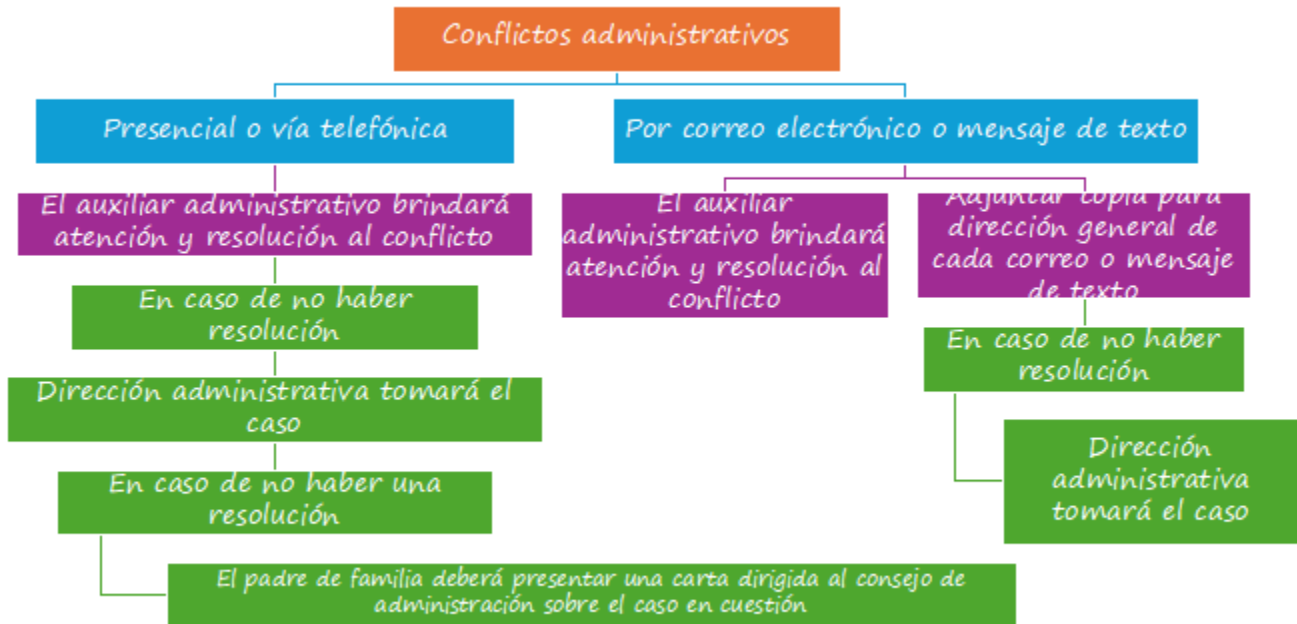 Conflictos administrativos
Presencial o vía telefónica
Por correo electrónico o mensaje de texto
El auxiliar administrativo brindará
atención y resolución al conflicto
En caso de no haber
resolución
Dirección administrativa tomará el
caso
En caso de no haber una
resolución
El padre de familia deberá presentar una carta dirigida al consejo de
administración sobre el caso en cuestión
El auxiliar
administrativo brindará
atención y resolución al
conflicto
Adjuntar copia para
dirección general de
cada correo o mensaje
de texto
En caso de no haber
resolución
Dirección
administrativa
tomará el caso